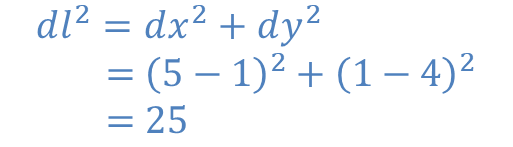 dl² = dx² + dy²
= (5 − 1)² + (1 − 4)²
= 25